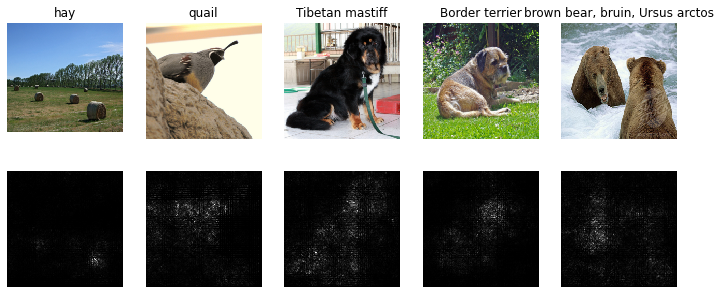 hay
quail
Tibetan mastiff
Border terrier
brown bear, bruin, Ursus arctos